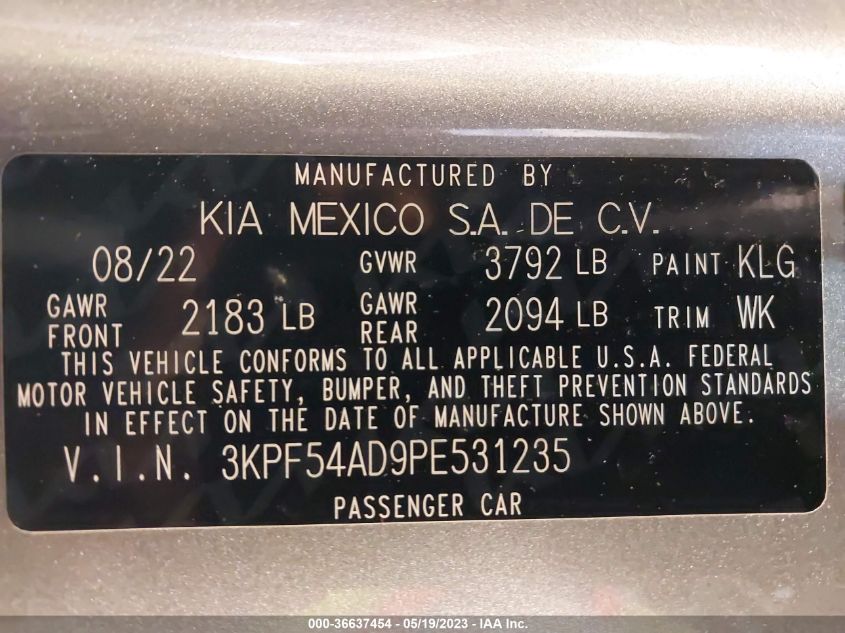 MANUFACTURED BY
KIA MEXICO S.A. DE C.V.
08/22 GVWR 3792 LB PAINT KLG
GAWR FRONT 2183 LB GAWR REAR 2094 LB TRIM WK
THIS VEHICLE CONFORMS TO ALL APPLICABLE U.S.A. FEDERAL
MOTOR VEHICLE SAFETY, BUMPER, AND THEFT PREVENTION STANDARDS
IN EFFECT ON THE DATE OF MANUFACTURE SHOWN ABOVE.
V.I.N. 3KPF54AD9PE531235
PASSENGER CAR
000-36637454 - 05/19/2023 - IAA Inc.